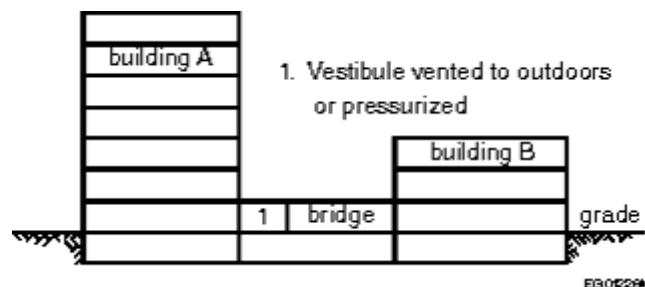 building A
1. Vestibule vented to outdoors
or pressurized
building B
1 bridge
grade